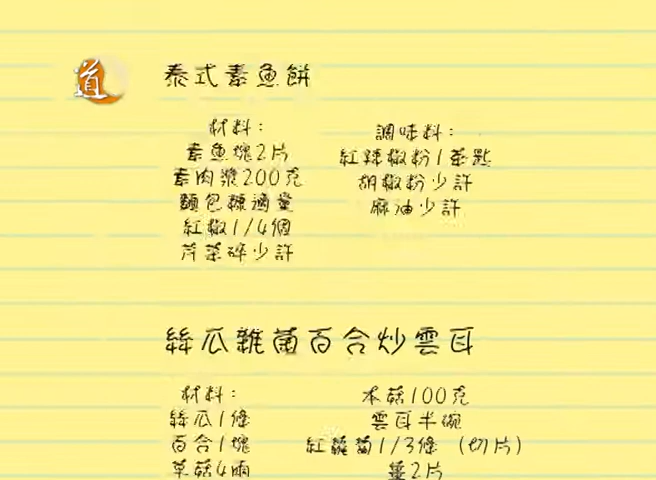 道
泰式素魚餅
材料：
素魚塊2片
素肉漿200克
麵包糠適量
紅椒1/4個
芹菜碎少許
調味料：
紅辣椒粉1茶匙
胡椒粉少許
麻油少許
絲瓜雜菌百合炒雲耳
材料：
絲瓜1條
百合1塊
草菇4兩
本菇100克
雲耳半碗
紅蘿蔔1/3條（切片）
薑2片